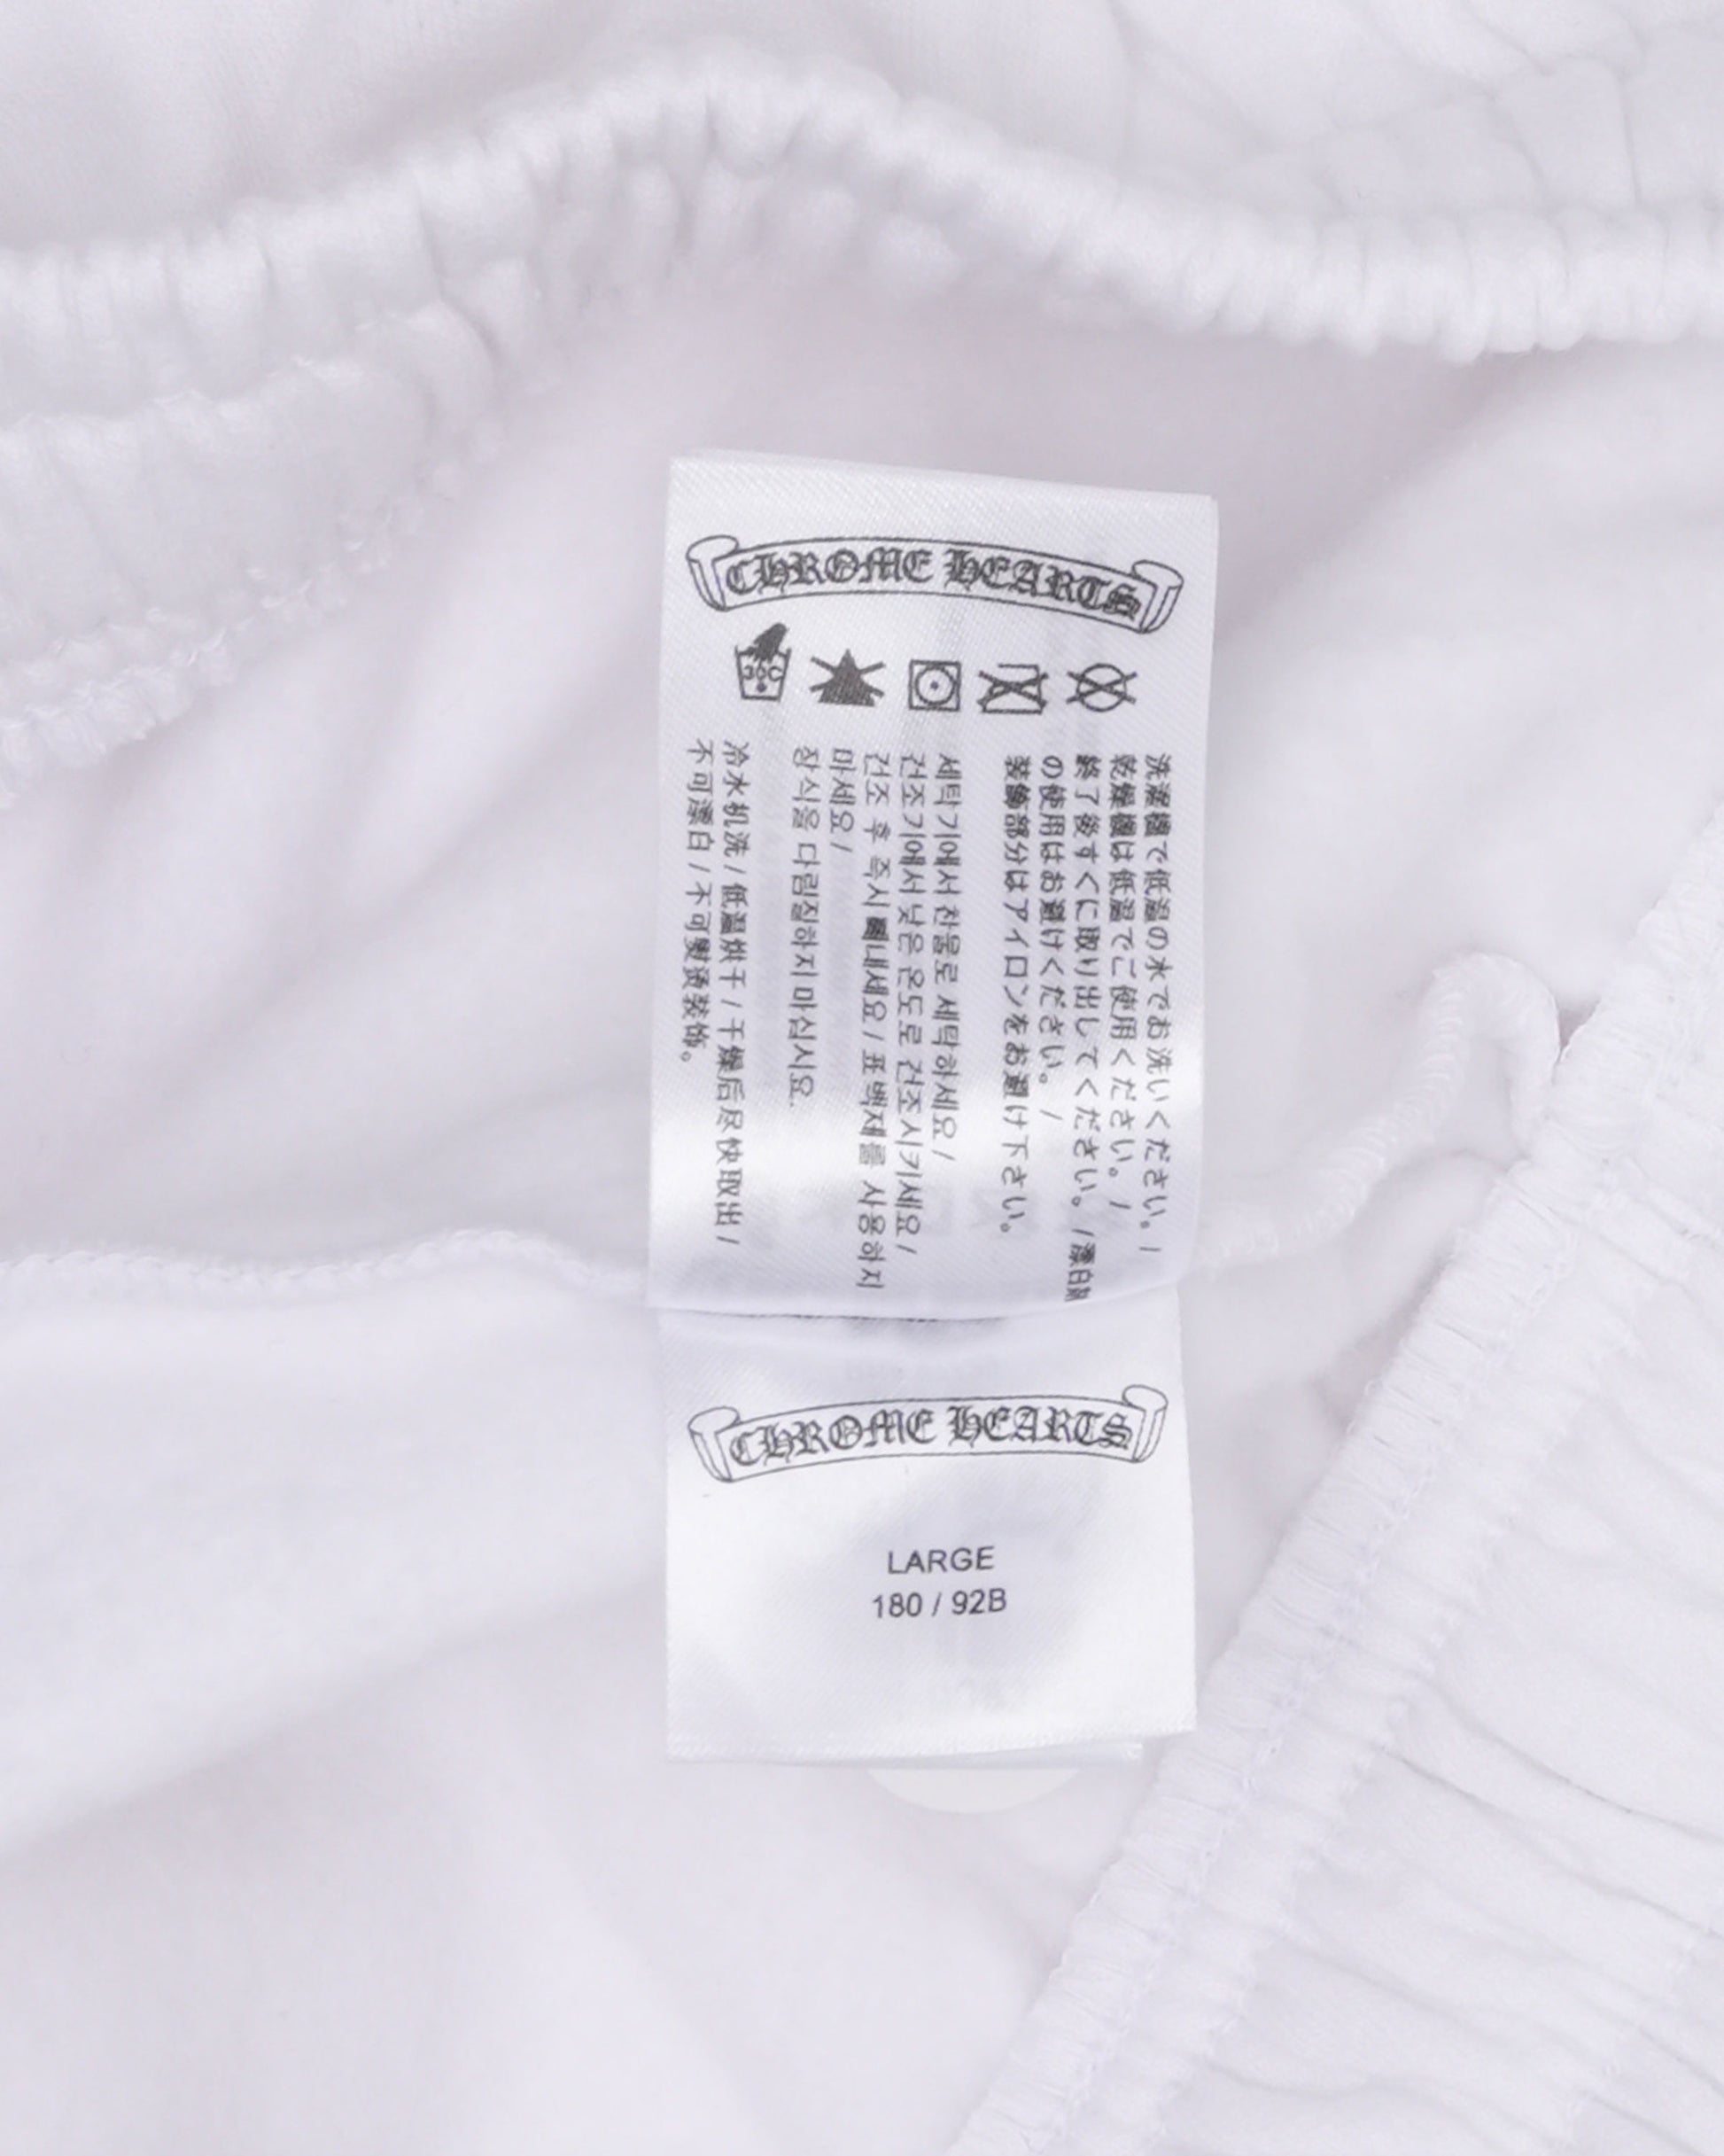 CHROME HEARTS
30C
洗濯機で低温の水でお洗いください。/
乾燥機は低温でご使用ください。/
終了後すぐに取り出してください。/漂白剤
の使用はお避けください。/
装飾部分はアイロンをお避け下さい。
세탁기에서 찬물로 세탁하세요 /
건조기에서 낮은 온도로 건조시키세요 /
건조 후 즉시 꺼내세요 / 표백제를 사용하지
마세요 /
장식을 다림질하지 마십시요.
冷水机洗 / 低温烘干 / 干燥后尽快取出 /
不可漂白 / 不可熨烫装饰。
CHROME HEARTS
LARGE
180 / 92B